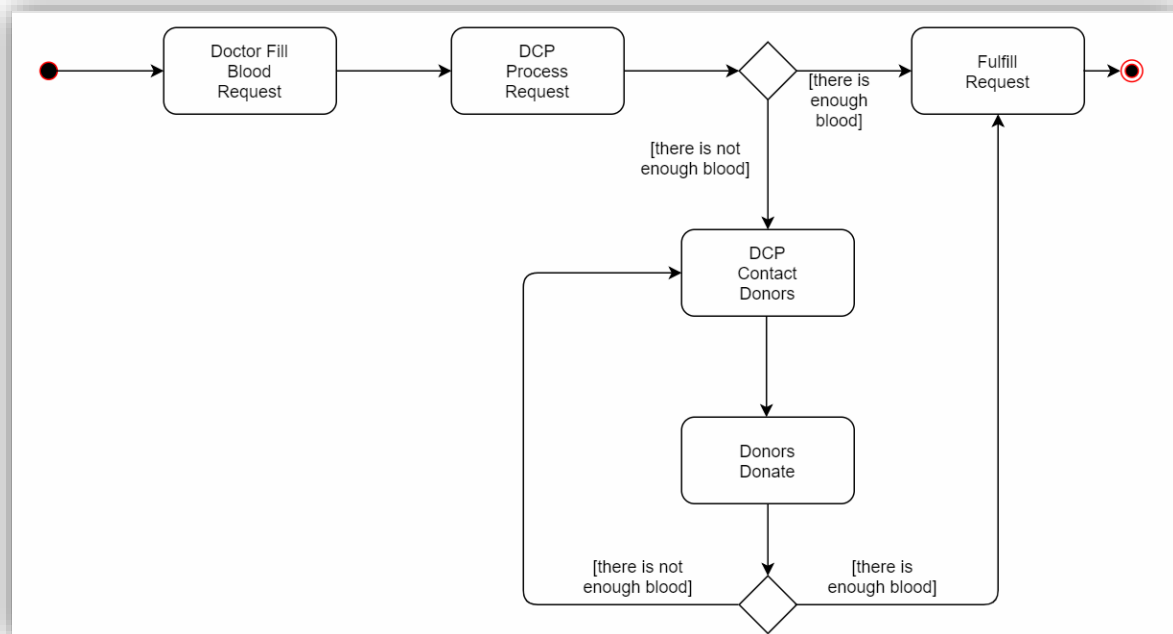 Doctor Fill
Blood
Request
DCP
Process
Request
[there is
enough
blood]
Fulfill
Request
[there is not
enough blood]
DCP
Contact
Donors
Donors
Donate
[there is not
enough blood]
[there is
enough blood]